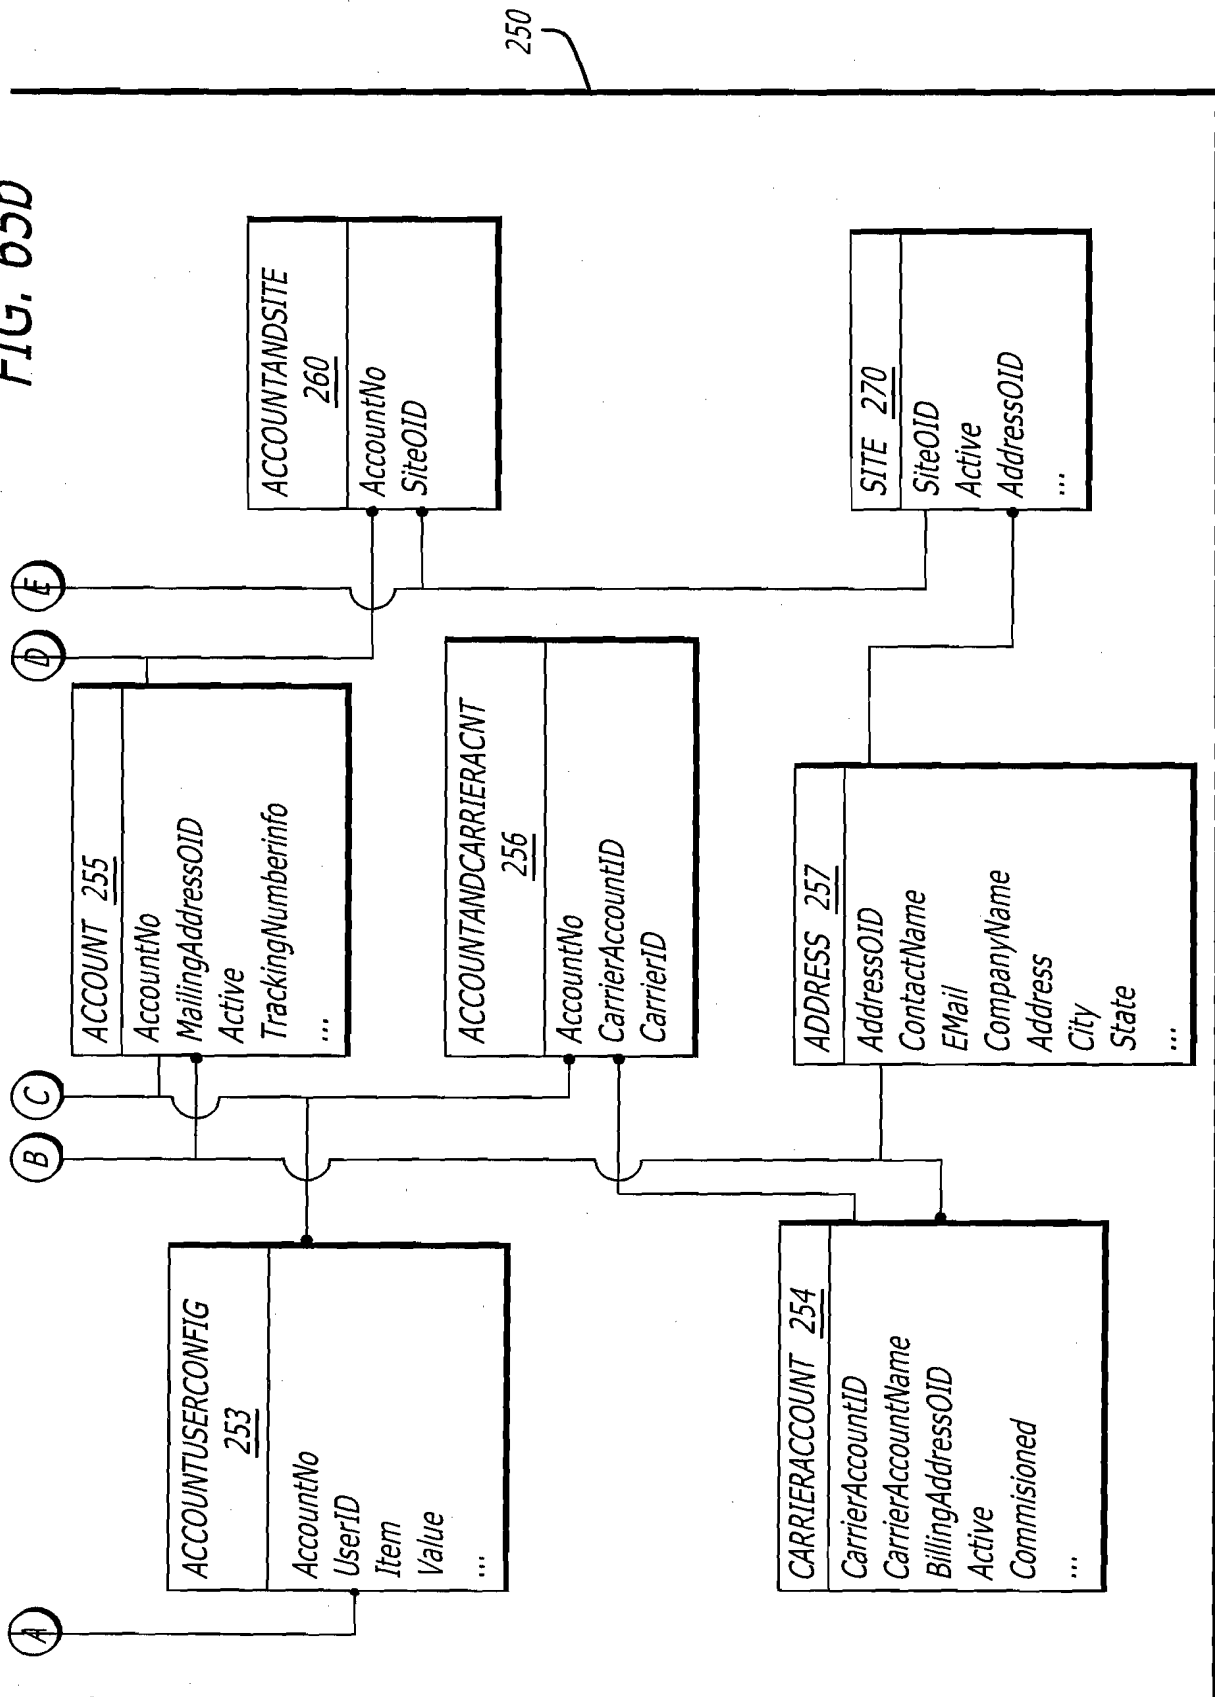 FIG. 65D
A
B
C
D
E
ACCOUNTUSERCONFIG
253
AccountNo
UserID
Item
Value
...
ACCOUNT 255
AccountNo
MailingAddressOID
Active
TrackingNumberinfo
...
ACCOUNTANDSITE
260
AccountNo
SiteOID
ACCOUNTANDCARRIERACNT
256
AccountNo
CarrierAccountID
CarrierID
CARRIERACCOUNT 254
CarrierAccountID
CarrierAccountName
BillingAddressOID
Active
Commisioned
...
ADDRESS 257
AddressOID
ContactName
EMail
CompanyName
Address
City
State
...
SITE 270
SiteOID
Active
AddressOID
...
250